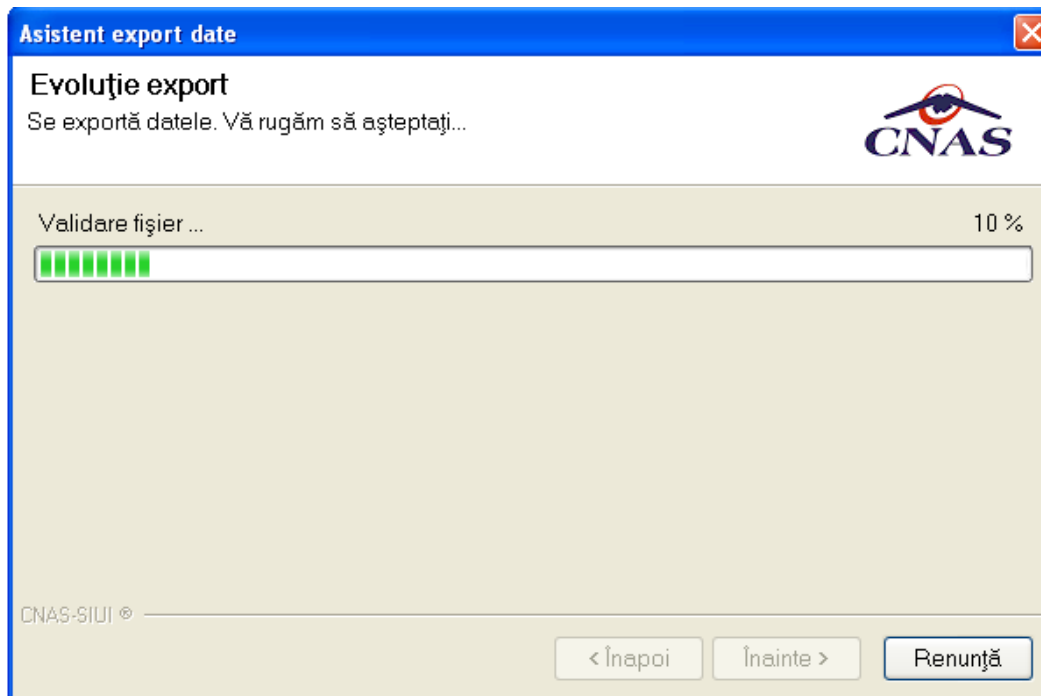 Asistent export date
Evoluţie export
Se exportă datele. Vă rugăm să aşteptaţi...
CNAS
Validare fişier ... 10 %
CNAS-SIUI ®
< Înapoi Înainte > Renunţă